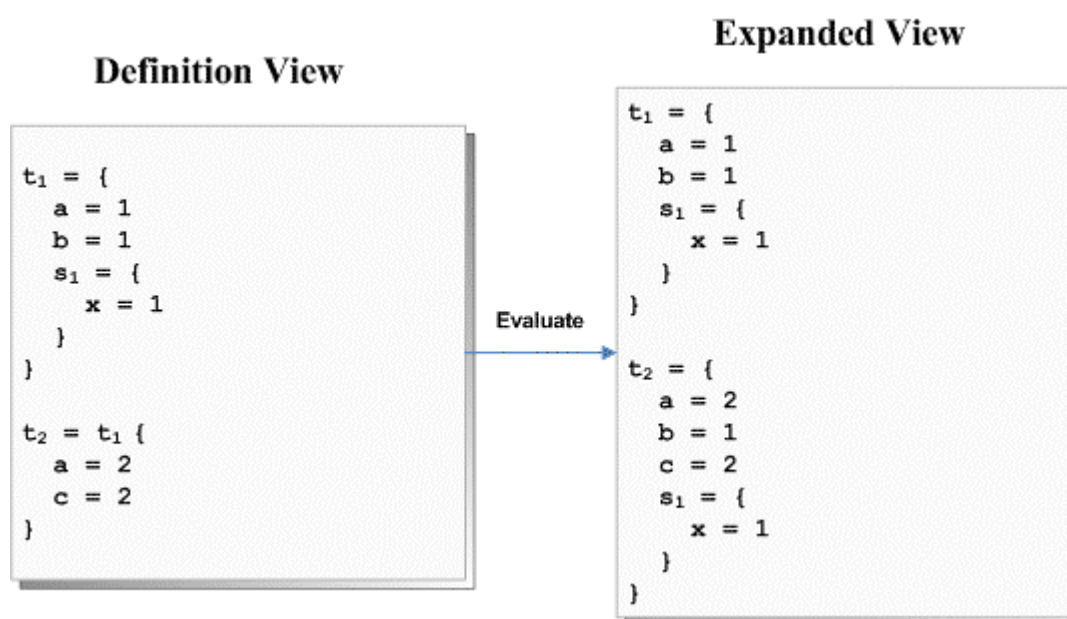 Definition View
t₁ = {
a = 1
b = 1
s₁ = {
x = 1
}
}
t₂ = t₁ {
a = 2
c = 2
}
Evaluate
Expanded View
t₁ = {
a = 1
b = 1
s₁ = {
x = 1
}
}
t₂ = {
a = 2
b = 1
c = 2
s₁ = {
x = 1
}
}